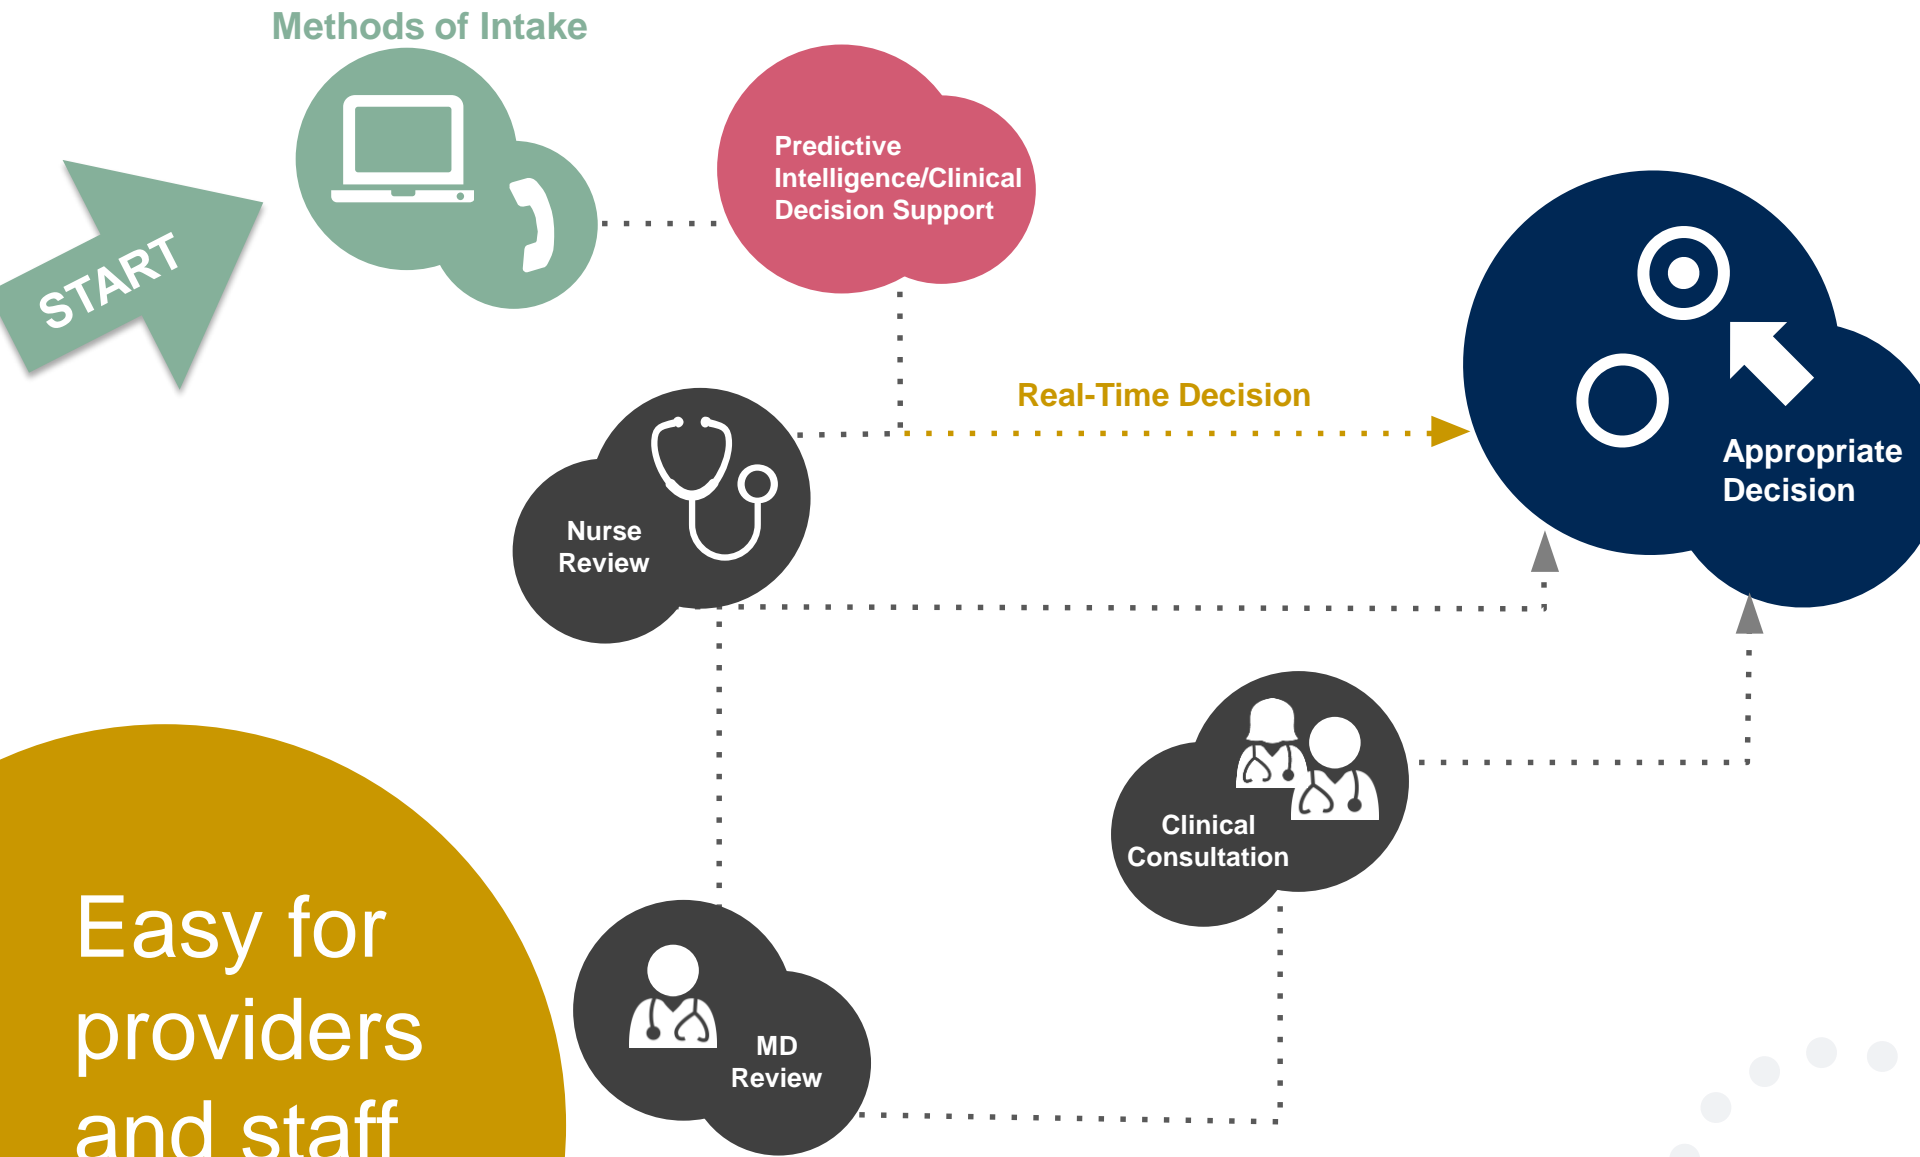 Methods of Intake
START
Predictive
Intelligence/Clinical
Decision Support
Real-Time Decision
Appropriate
Decision
Nurse
Review
Clinical
Consultation
MD
Review
Easy for
providers
and staff